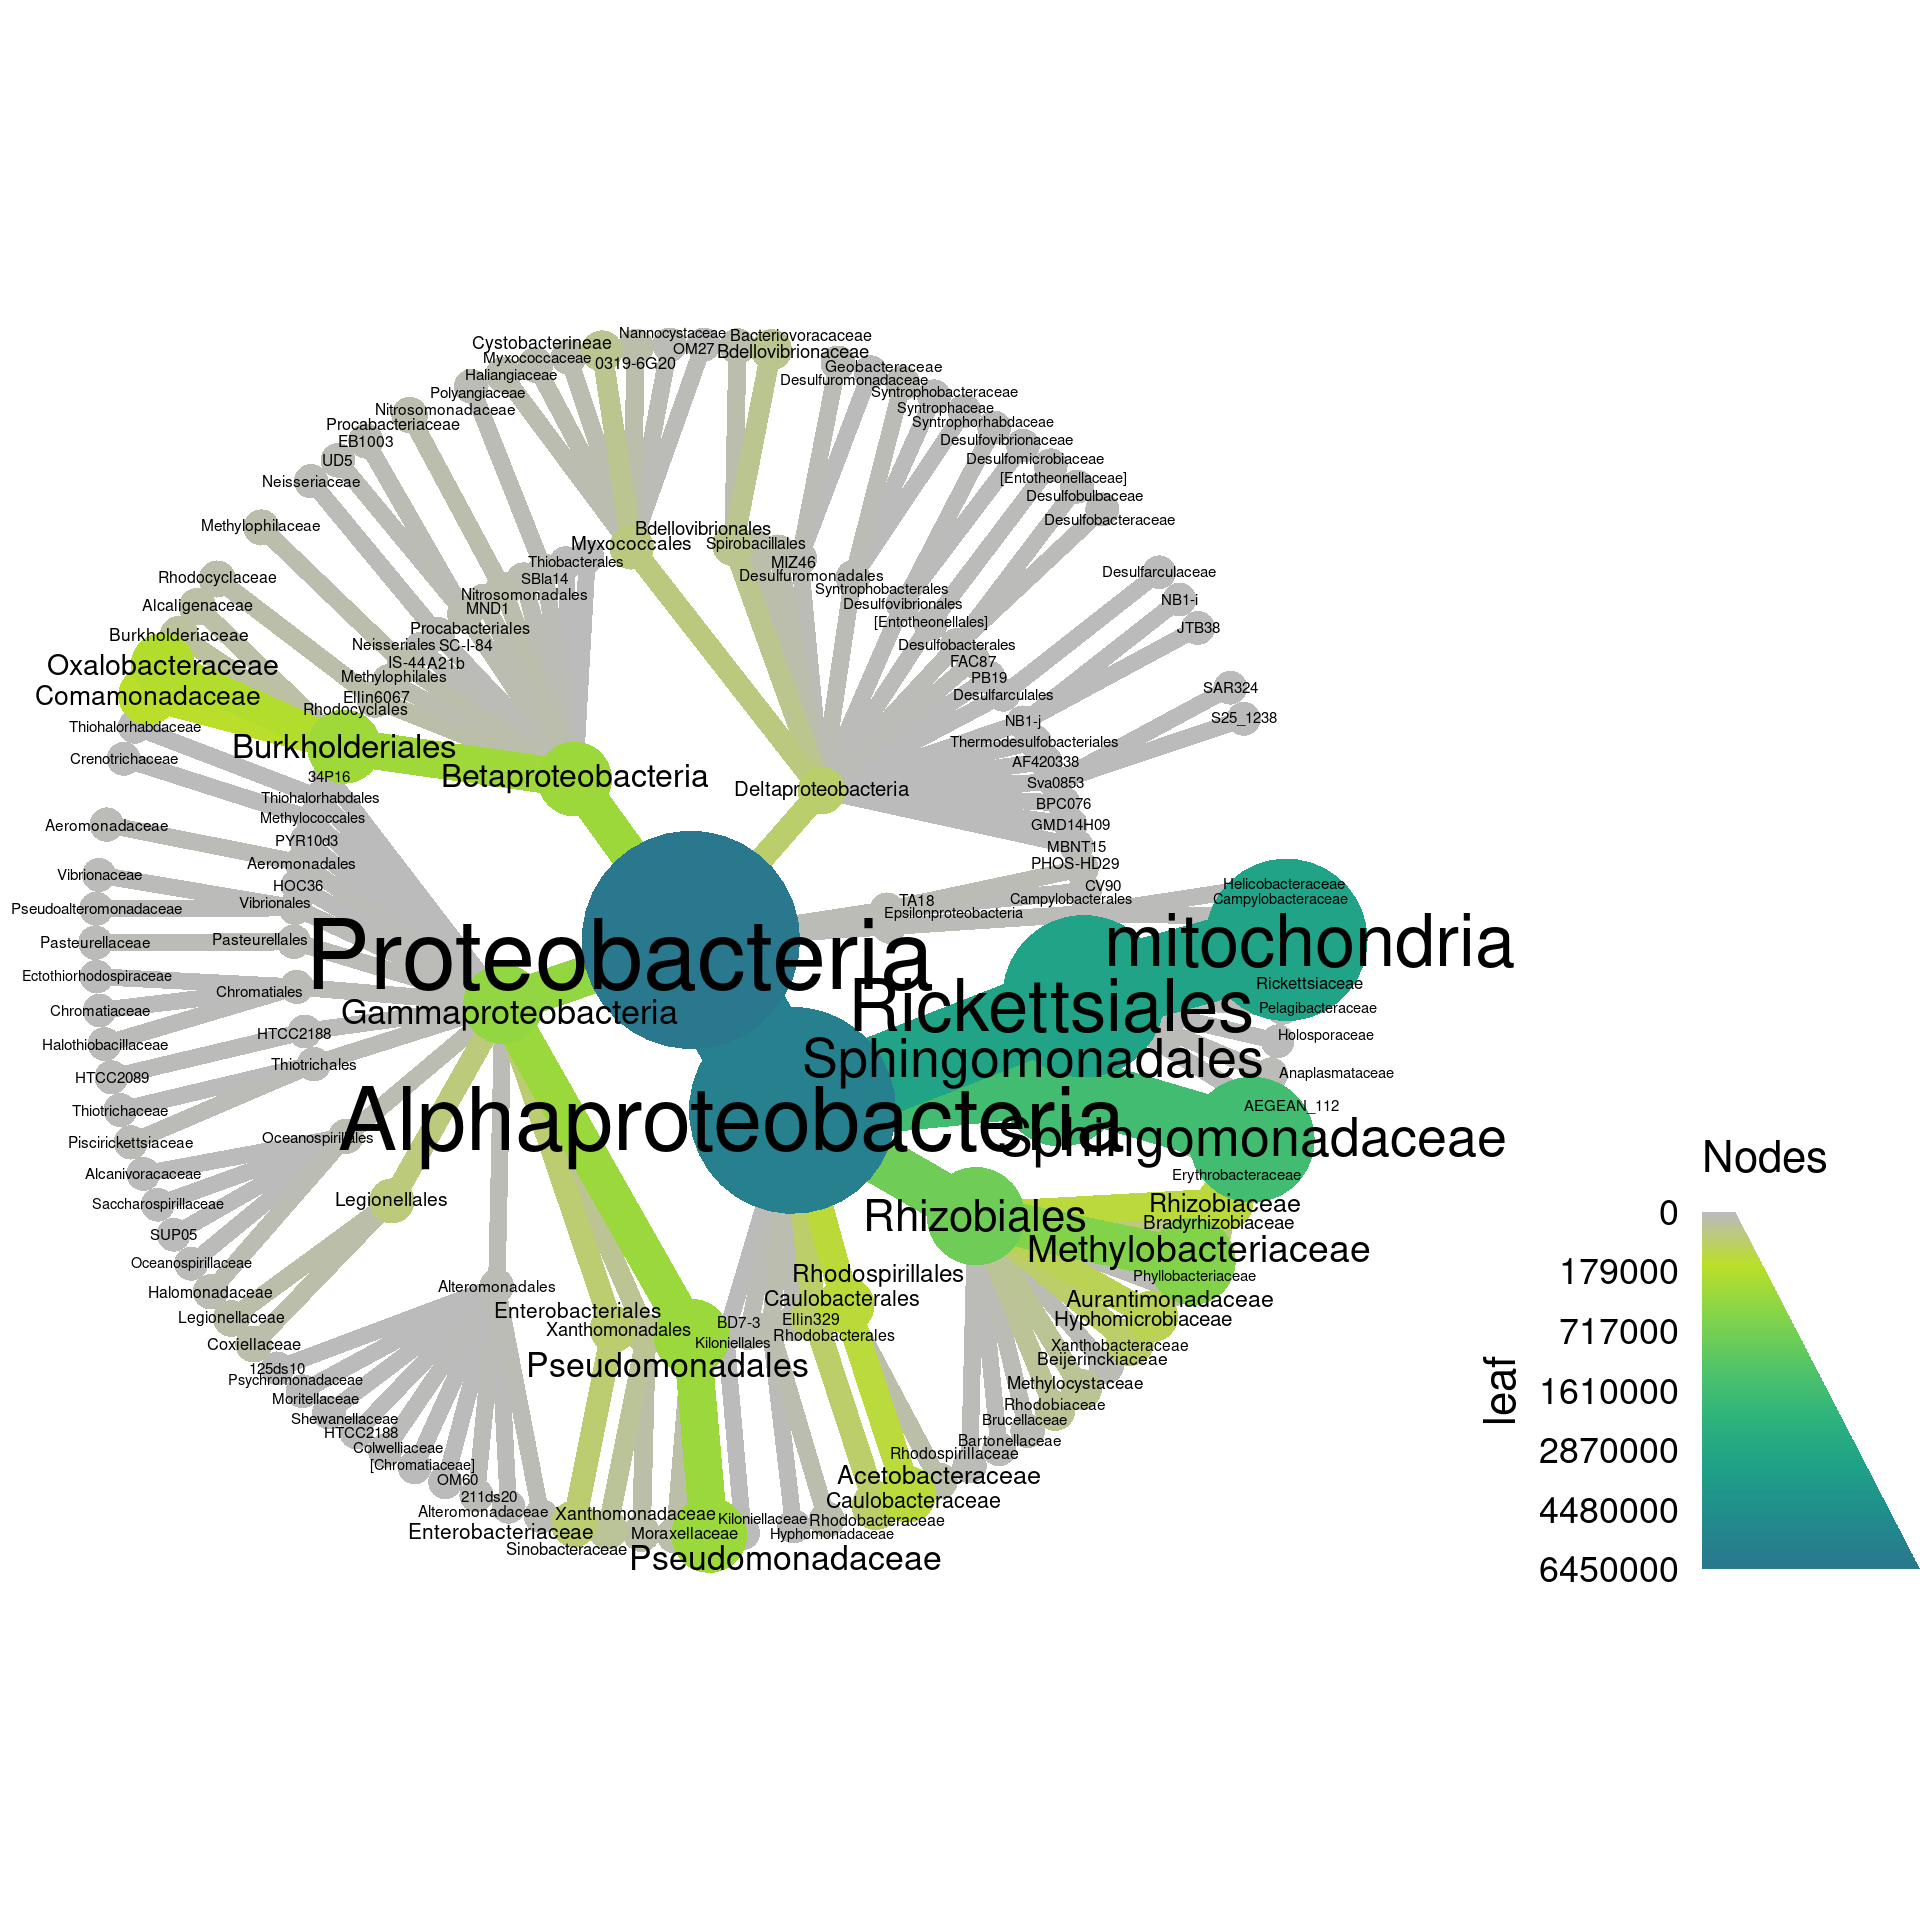 Nannocystaceae
Bacteriovoracaceae
Cystobacterineae
OM27
Bdellovibrionaceae
Myxococcaceae
0319-6G20
Geobacteraceae
Haliangiaceae
Desulfuromonadaceae
Polyangiaceae
Syntrophobacteraceae
Nitrosomonadaceae
Syntrophaceae
Procabacteriaceae
Syntrophorhabdaceae
EB1003
Desulfovibrionaceae
UD5
Desulfomicrobiaceae
Neisseriaceae
[Entotheonellaceae]
Desulfobulbaceae
Methylophilaceae
Desulfobacteraceae
Bdellovibrionales
Myxococcales
Spirobacillales
Thiobacterales
MIZ46
Desulfarculaceae
Rhodocyclaceae
SBla14
Desulfuromonadales
Nitrosomonadales
Syntrophobacterales
NB1-i
Alcaligenaceae
MND1
Desulfovibrionales
Burkholderiaceae
Procabacteriales
[Entotheonellales]
JTB38
Neisseriales
SC-I-84
Desulfobacterales
Oxalobacteraceae
IS-44
A21b
FAC87
Methylophilales
PB19
SAR324
Comamonadaceae
Ellin6067
Desulfarculales
Rhodocyclales
S25_1238
Thiohalorhabdaceae
NB1-j
Burkholderiales
Thermodesulfobacteriales
Crenotrichaceae
AF420338
34P16
Betaproteobacteria
Sva0853
Deltaproteobacteria
Thiohalorhabdales
BPC076
Methylococcales
GMD14H09
Aeromonadaceae
PYR10d3
MBNT15
Aeromonadales
PHOS-HD29
Vibrionaceae
HOC36
CV90
Helicobacteraceae
Vibrionales
TA18
Campylobacterales
Campylobacteraceae
Pseudoalteromonadaceae
Epsilonproteobacteria
Pasteurellaceae
Pasteurellales
Proteobacteria
mitochondria
Ectothiorhodospiraceae
Chromatiales
Rickettsiaceae
Chromatiaceae
Gammaproteobacteria
Rickettsiales
Pelagibacteraceae
Halothiobacillaceae
HTCC2188
Holosporaceae
Thiotrichales
Sphingomonadales
HTCC2089
Anaplasmataceae
Thiotrichaceae
Alphaproteobacteria
AEGEAN_112
Piscirickettsiaceae
Oceanospirillales
Sphingomonadaceae
Nodes
Alcanivoracaceae
Erythrobacteraceae
Saccharospirillaceae
Legionellales
Rhizobiaceae
Rhizobiales
Bradyrhizobiaceae
0
SUP05
Methylobacteriaceae
Oceanospirillaceae
Rhodospirillales
Phyllobacteriaceae
179000
Halomonadaceae
Alteromonadales
Caulobacterales
Aurantimonadaceae
Legionellaceae
Enterobacteriales
BD7-3
Ellin329
Hyphomicrobiaceae
Xanthomonadales
Kiloniellales
Rhodobacterales
717000
Coxiellaceae
Xanthobacteraceae
Pseudomonadales
Beijerinckiaceae
125ds10
Psychromonadaceae
Methylocystaceae
1610000
leaf
Moritellaceae
Rhodobiaceae
Shewanellaceae
Brucellaceae
HTCC2188
Bartonellaceae
Colwelliaceae
Rhodospirillaceae
2870000
[Chromatiaceae]
Acetobacteraceae
OM60
211ds20
Caulobacteraceae
Alteromonadaceae
Xanthomonadaceae
Kiloniellaceae
Rhodobacteraceae
4480000
Enterobacteriaceae
Moraxellaceae
Hyphomonadaceae
Sinobacteraceae
Pseudomonadaceae
6450000